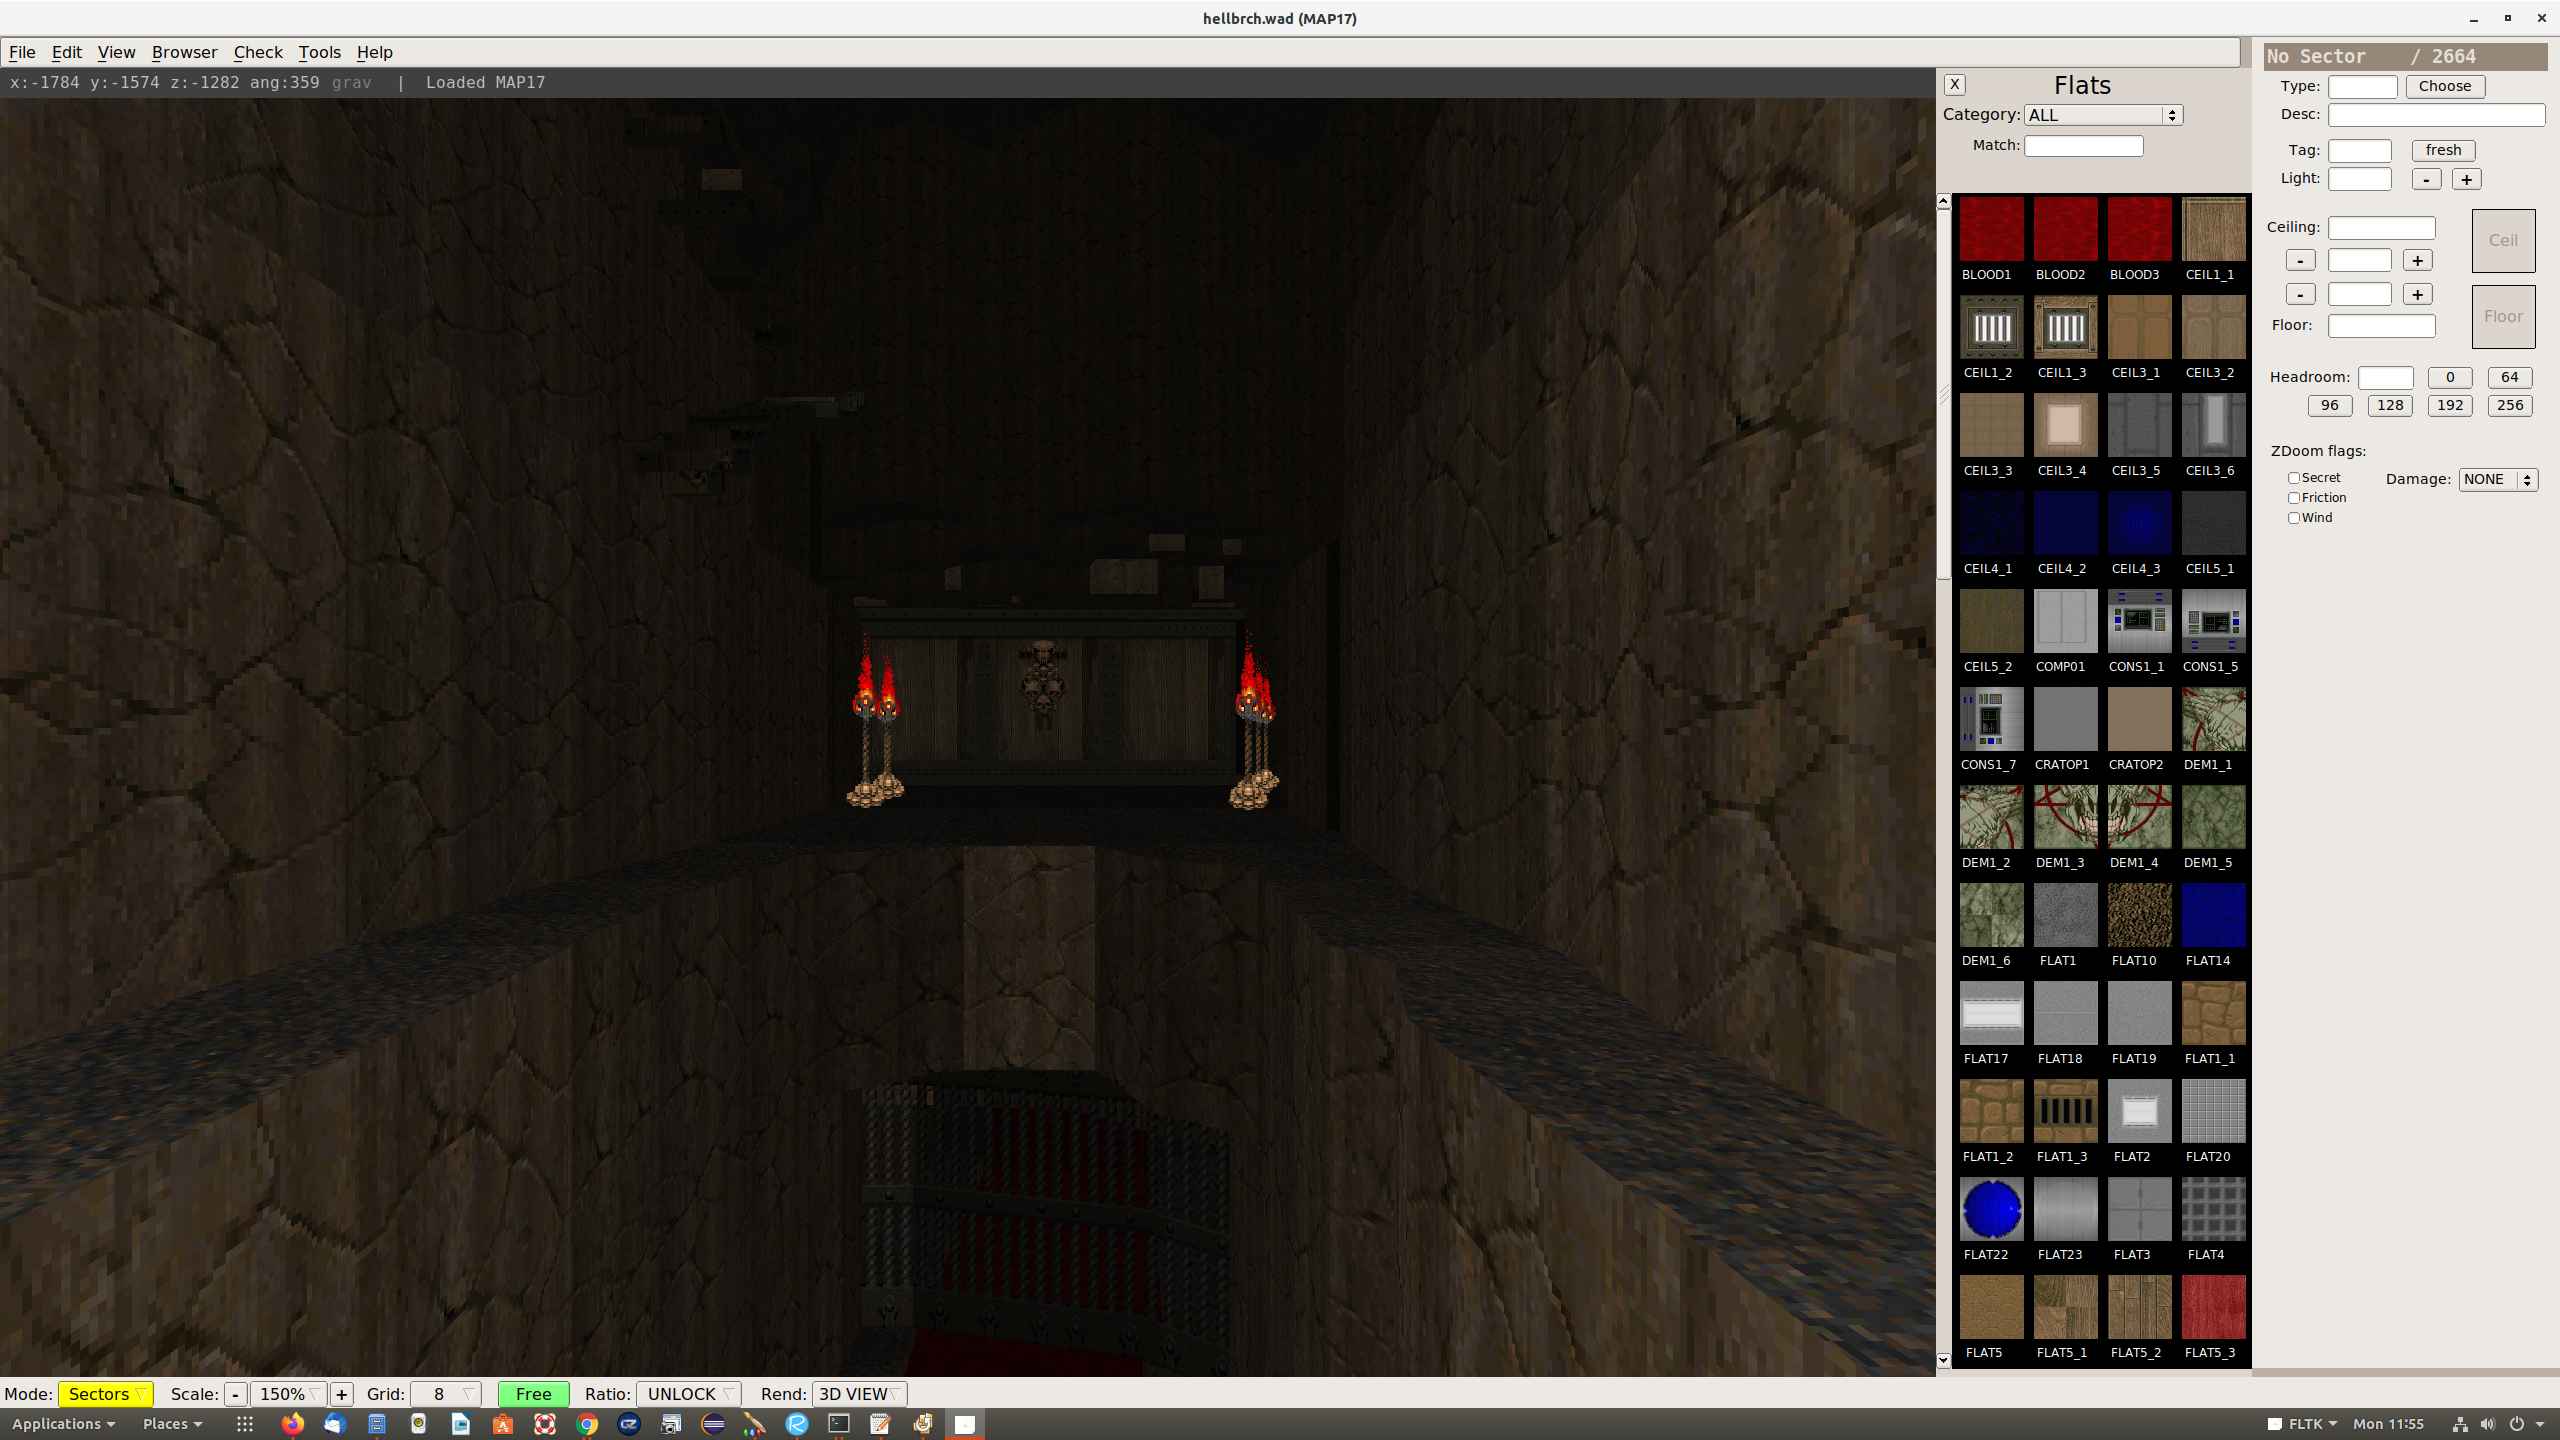 hellbrch.wad (MAP17)
File Edit View Browser Check Tools Help
x:-1784 y:-1574 z:-1282 ang:359 grav | Loaded MAP17
X Flats
Category: ALL
Match:
BLOOD1 BLOOD2 BLOOD3 CEIL1_1
CEIL1_2 CEIL1_3 CEIL3_1 CEIL3_2
CEIL3_3 CEIL3_4 CEIL3_5 CEIL3_6
CEIL4_1 CEIL4_2 CEIL4_3 CEIL5_1
CEIL5_2 COMP01 CONS1_1 CONS1_5
CONS1_7 CRATOP1 CRATOP2 DEM1_1
DEM1_2 DEM1_3 DEM1_4 DEM1_5
DEM1_6 FLAT1 FLAT10 FLAT14
FLAT17 FLAT18 FLAT19 FLAT1_1
FLAT1_2 FLAT1_3 FLAT2 FLAT20
FLAT22 FLAT23 FLAT3 FLAT4
FLAT5 FLAT5_1 FLAT5_2 FLAT5_3
No Sector / 2664
Type: Choose
Desc:
Tag: fresh
Light: - +
Ceiling: Ceil
- +
- +
Floor: Floor
Headroom: 0 64
96 128 192 256
ZDoom flags:
Secret Damage: NONE
Friction
Wind
Mode: Sectors Scale: - 150% + Grid: 8 Free Ratio: UNLOCK Rend: 3D VIEW
Applications Places FLTK Mon 11:55